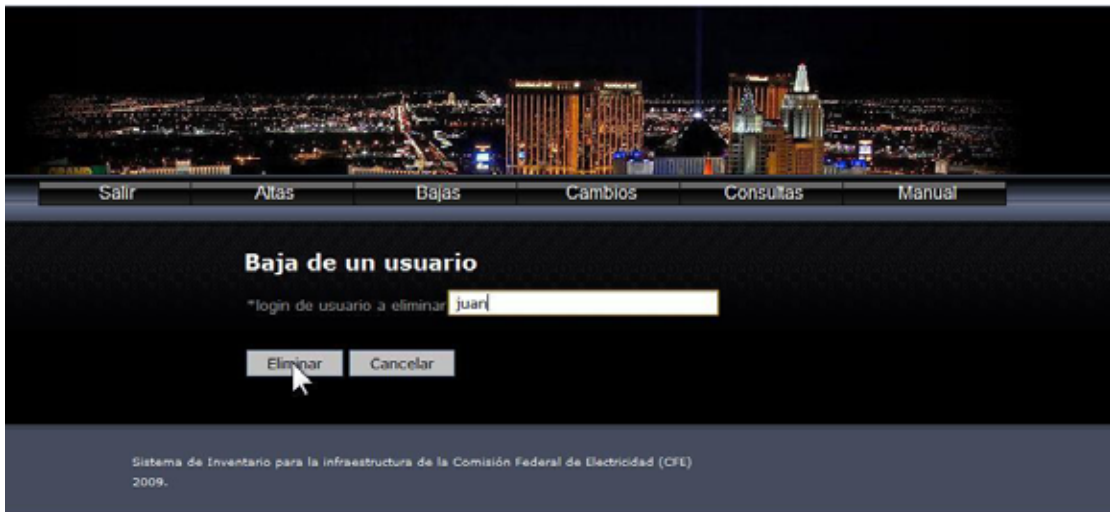 Salir Altas Bajas Cambios Consultas Manual
Baja de un usuario
*login de usuario a eliminar juan
Eliminar Cancelar
Sistema de Inventario para la infraestructura de la Comisión Federal de Electricidad (CFE)
2009.